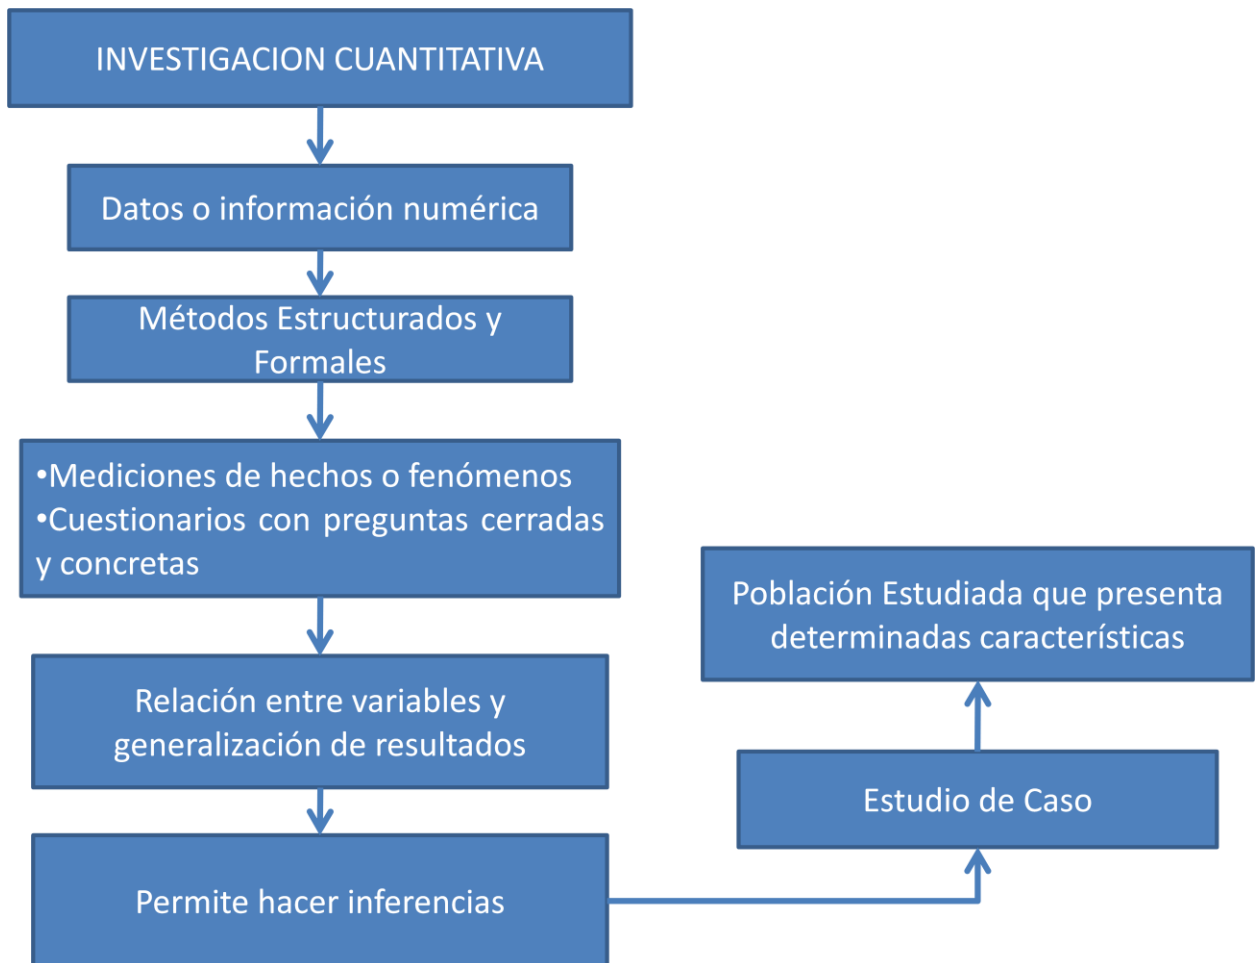 INVESTIGACION CUANTITATIVA
Datos o información numérica
Métodos Estructurados y
Formales
•Mediciones de hechos o fenómenos
•Cuestionarios con preguntas cerradas
y concretas
Relación entre variables y
generalización de resultados
Permite hacer inferencias
Estudio de Caso
Población Estudiada que presenta
determinadas característícas